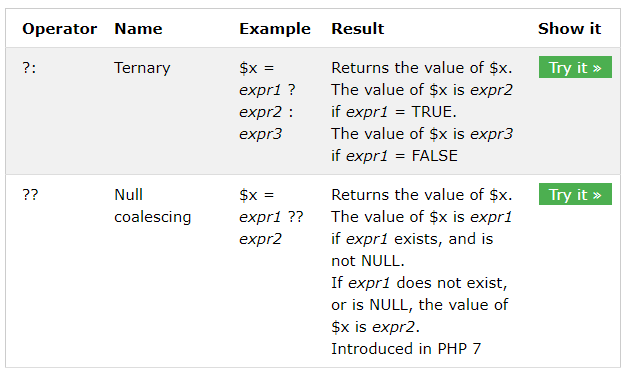 Operator Name Example Result Show it
?: Ternary $x = Returns the value of $x. Try it »
expr1 ? The value of $x is expr2
expr2 : if expr1 = TRUE.
expr3 The value of $x is expr3
if expr1 = FALSE
?? Null $x = Returns the value of $x. Try it »
coalescing expr1 ?? The value of $x is expr1
expr2 if expr1 exists, and is
not NULL.
If expr1 does not exist,
or is NULL, the value of
$x is expr2.
Introduced in PHP 7